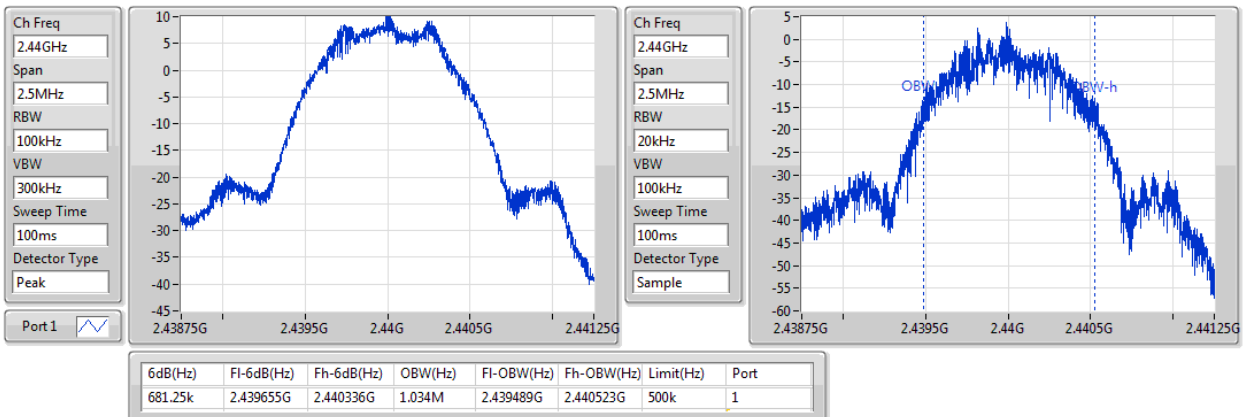 Ch Freq
2.44GHz
Span
2.5MHz
RBW
100kHz
VBW
300kHz
Sweep Time
100ms
Detector Type
Peak
Port 1
10
5
0
-5
-10
-15
-20
-25
-30
-35
-40
-45
2.43875G 2.4395G 2.44G 2.4405G 2.44125G
Ch Freq
2.44GHz
Span
2.5MHz
RBW
20kHz
VBW
100kHz
Sweep Time
100ms
Detector Type
Sample
5
0
-5
-10
-15
-20
-25
-30
-35
-40
-45
-50
-55
-60
2.43875G 2.4395G 2.44G 2.4405G 2.44125G
6dB(Hz) Fl-6dB(Hz) Fh-6dB(Hz) OBW(Hz) Fl-OBW(Hz) Fh-OBW(Hz) Limit(Hz) Port
681.25k 2.439655G 2.440336G 1.034M 2.439489G 2.440523G 500k 1